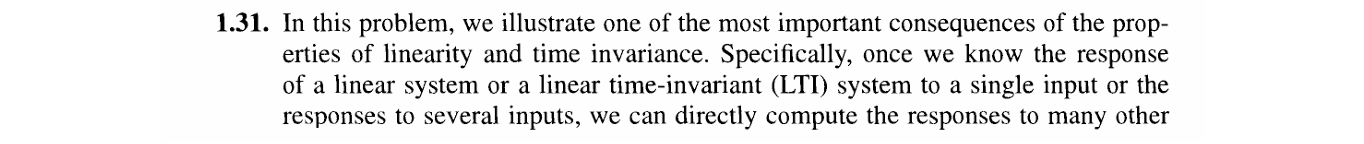 1.31. In this problem, we illustrate one of the most important consequences of the prop-
erties of linearity and time invariance. Specifically, once we know the response
of a linear system or a linear time-invariant (LTI) system to a single input or the
responses to several inputs, we can directly compute the responses to many other